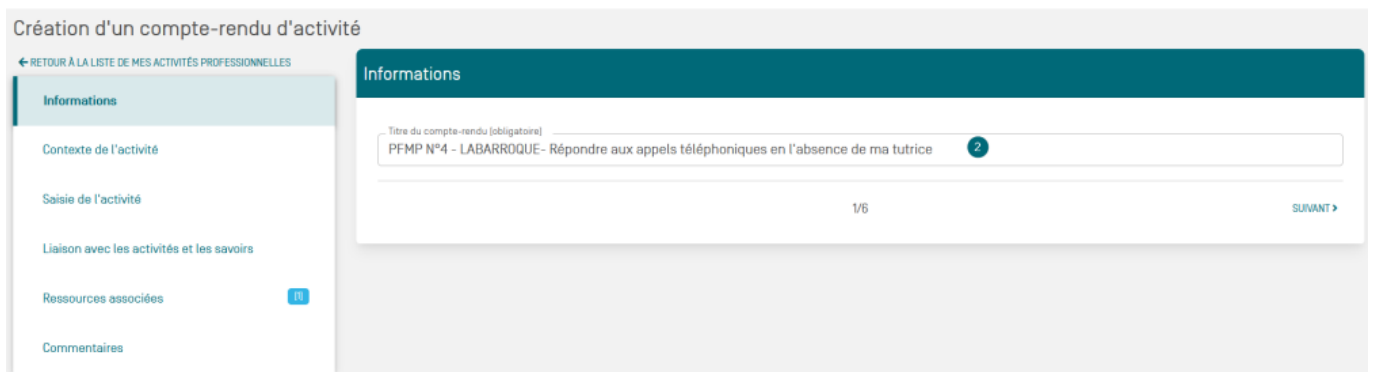 Création d'un compte-rendu d'activité
←RETOUR À LA LISTE DE MES ACTIVITÉS PROFESSIONNELLES
Informations
Contexte de l'activité
Saisie de l'activité
Liaison avec les activités et les savoirs
Ressources associées [1]
Commentaires
Informations
Titre du compte-rendu (obligatoire)
PFMP N°4 - LABARROQUE- Répondre aux appels téléphoniques en l'absence de ma tutrice 2
1/6 SUIVANT >